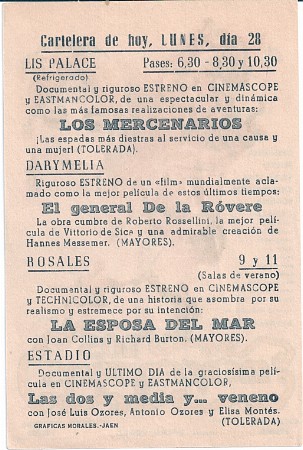 Cartelera de hoy, LUNES, día 28
LIS PALACE Pases: 6,30 - 8,30 y 10,30
(Refrigerado)
Documental y riguroso ESTRENO en CINEMASCOPE
y EASTMANCOLOR, de una espectacular y dinámica
como las más famosas realizaciones de aventuras:
LOS MERCENARIOS
¡Las espadas más diestras al servicio de una causa y
una mujer! (TOLERADA).
DARYMELIA
Riguroso ESTRENO de un «film» mundialmente acla-
mado como la mejor película de estos últimos tiempos:
El general De la Róvere
La obra cumbre de Roberto Rossellini, la mejor pelícu-
la de Vittorio de Sica y una admirable creación de
Hannes Messemer. (MAYORES).
ROSALES 9 y 11
(Salas de verano)
Documental y riguroso ESTRENO en CINEMASCOPE
y TECHNICOLOR, de una historia que asombra por su
realismo y estremece por su intención:
LA ESPOSA DEL MAR
con Joan Collins y Richard Burton. (MAYORES).
ESTADIO
Documental y ULTIMO DIA de la graciosísima pelícu-
la en CINEMASCOPE y EASTMANCOLOR,
Las dos y media y... veneno
con José Luis Ozores, Antonio Ozores y Elisa Montés.
GRAFICAS MORALES.-JAEN (TOLERADA)